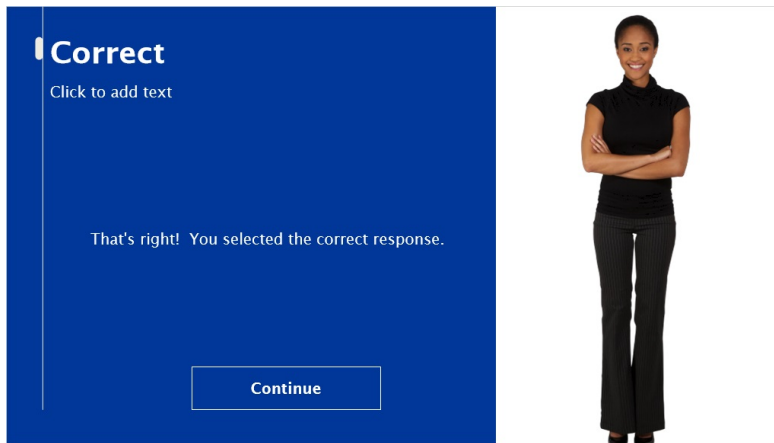 Correct
Click to add text
That's right!  You selected the correct response.
Continue